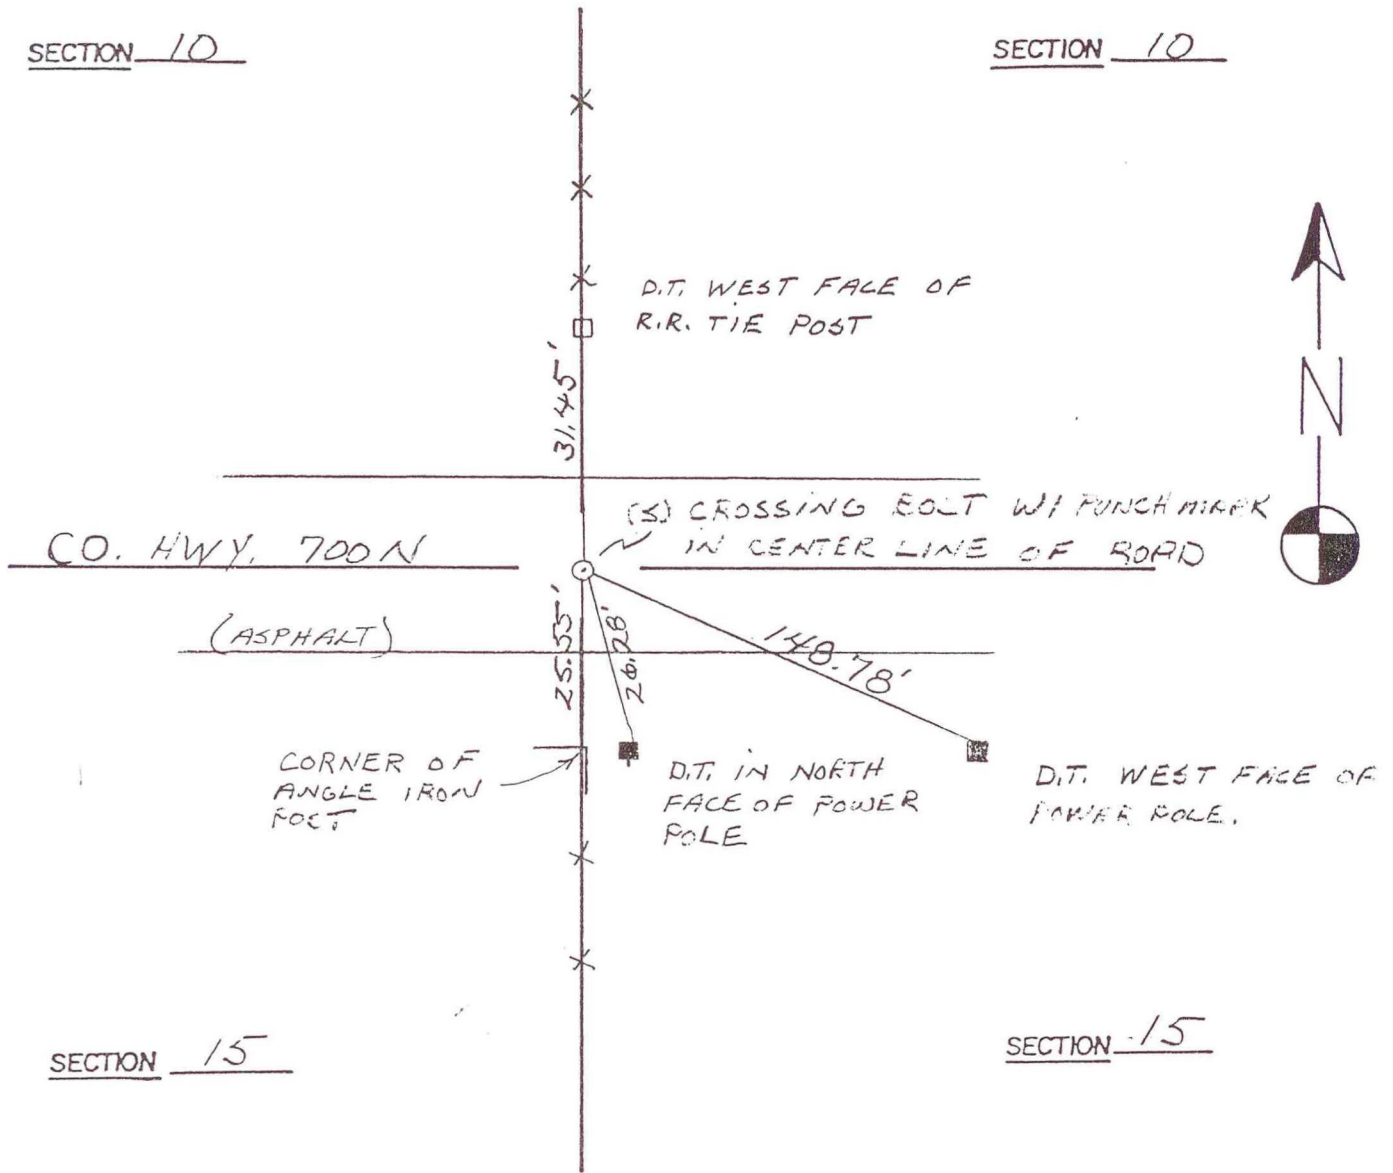 SECTION 10
SECTION 10
D.T. WEST FACE OF
R.R. TIE POST
31.45'
N
(S) CROSSING BOLT W/ PUNCH MARK
IN CENTER LINE OF ROAD
CO. HWY. 700N
(ASPHALT)
25.55'
26.28'
148.78'
CORNER OF
ANGLE IRON
POST
D.T. IN NORTH
FACE OF POWER
POLE
D.T. WEST FACE OF
POWER POLE.
SECTION 15
SECTION 15